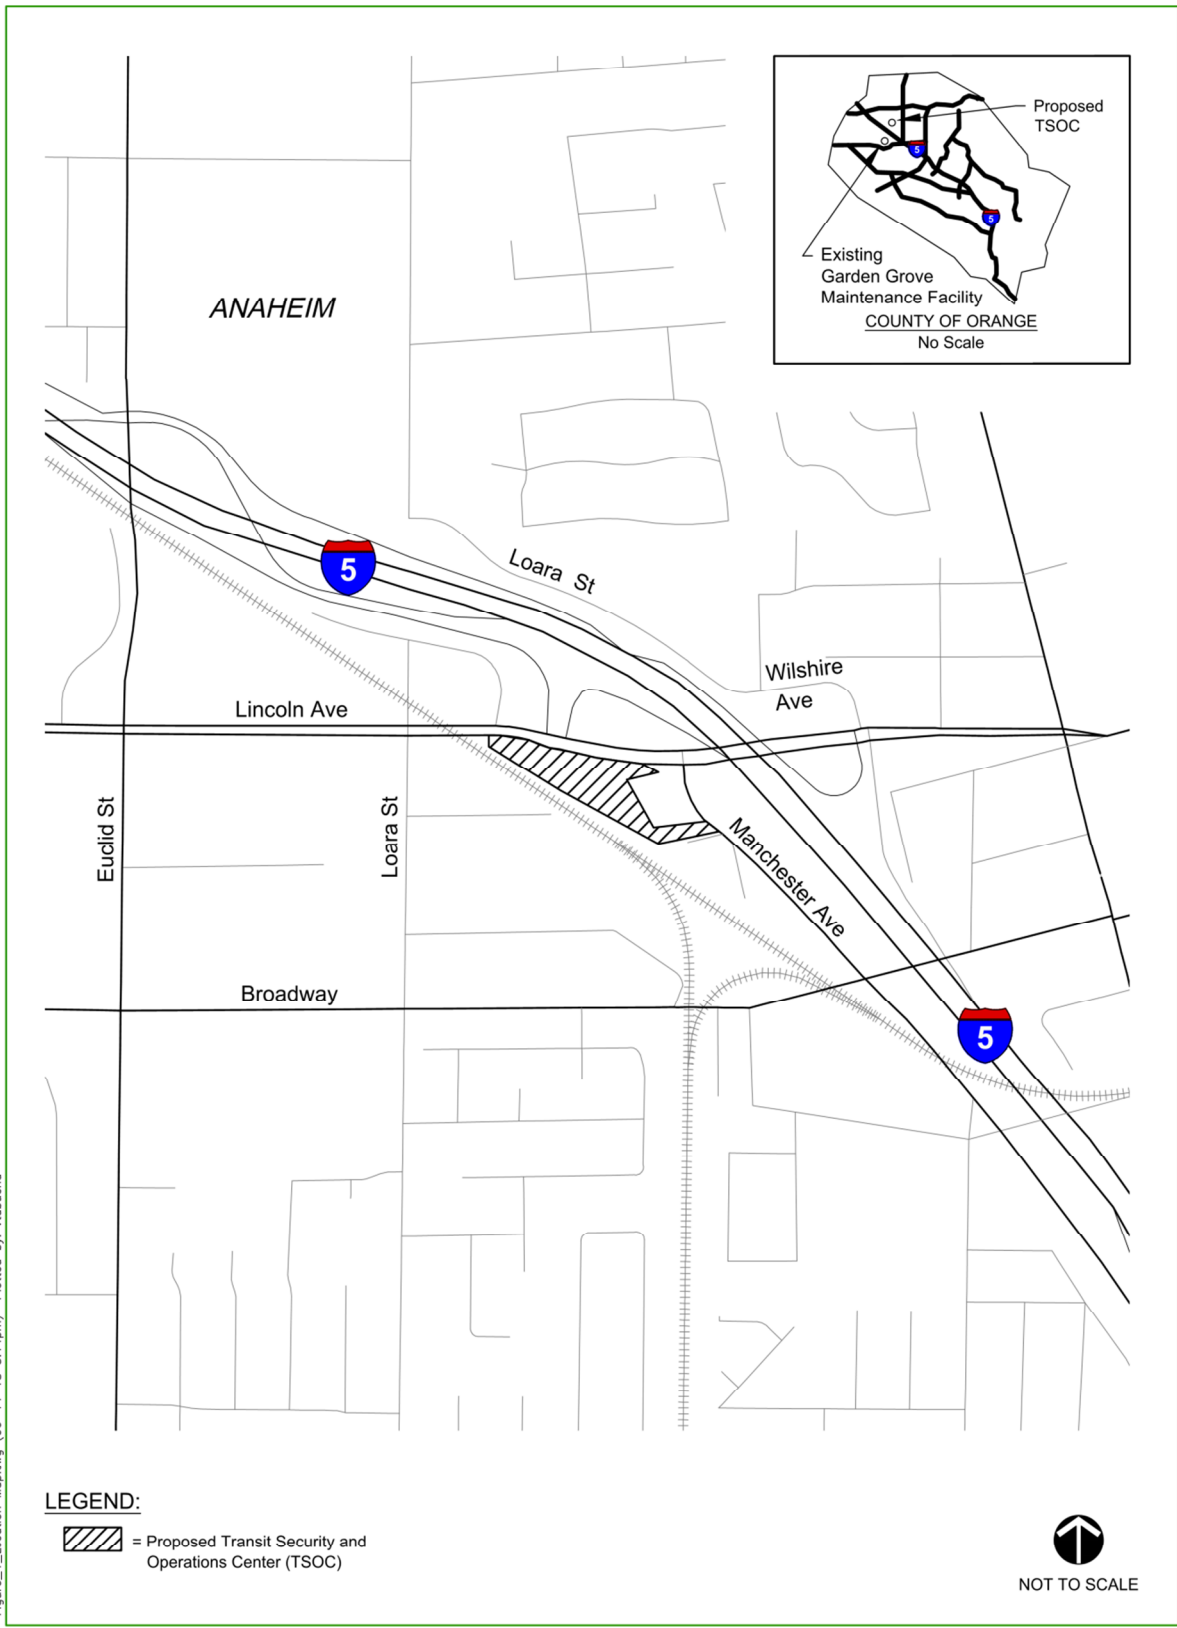 Proposed
TSOC
5
5
Existing
Garden Grove
Maintenance Facility
COUNTY OF ORANGE
No Scale
ANAHEIM
5
Loara St
Wilshire
Ave
Lincoln Ave
Euclid St
Loara St
Manchester Ave
Broadway
5
LEGEND:
= Proposed Transit Security and
Operations Center (TSOC)
NOT TO SCALE